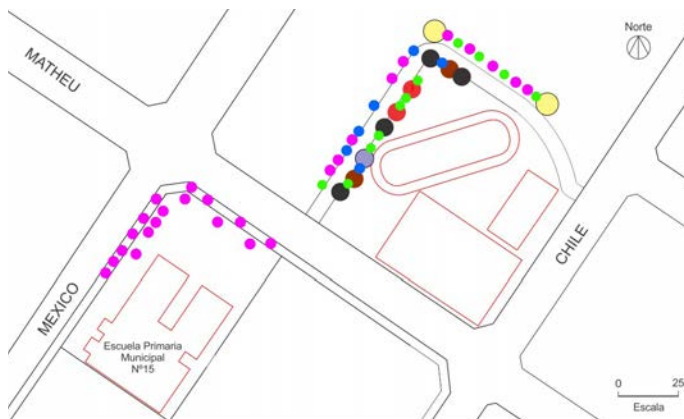 MATHEU
Norte
CHILE
MEXICO
Escuela Primaria
Municipal
Nº15
0 25
Escala